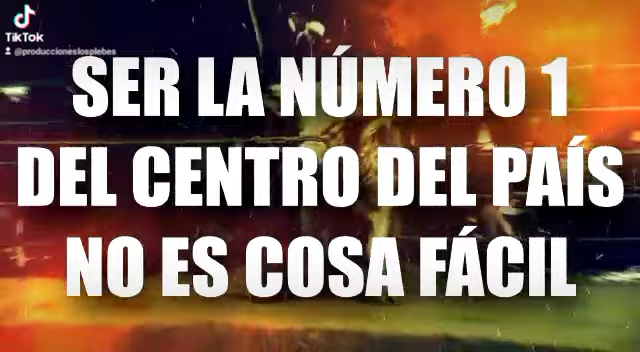 TikTok
@produccioneslosplebes
SER LA NÚMERO 1
DEL CENTRO DEL PAÍS
NO ES COSA FÁCIL